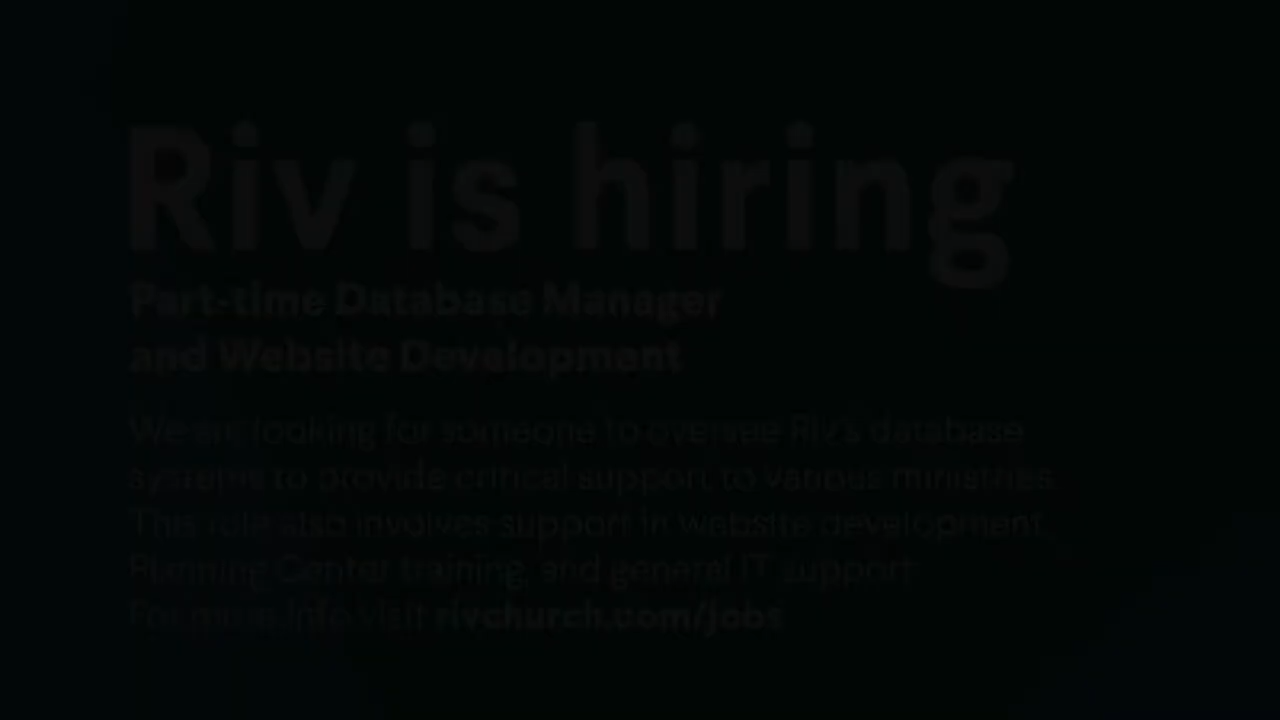 Riv is hiring
Part-time Database Manager
and Website Development
We are looking for someone to oversee Riv's database
systems to provide critical support to various ministries.
This role also involves support in website development,
Planning Center training, and general IT support.
For more info visit rivchurch.com/jobs